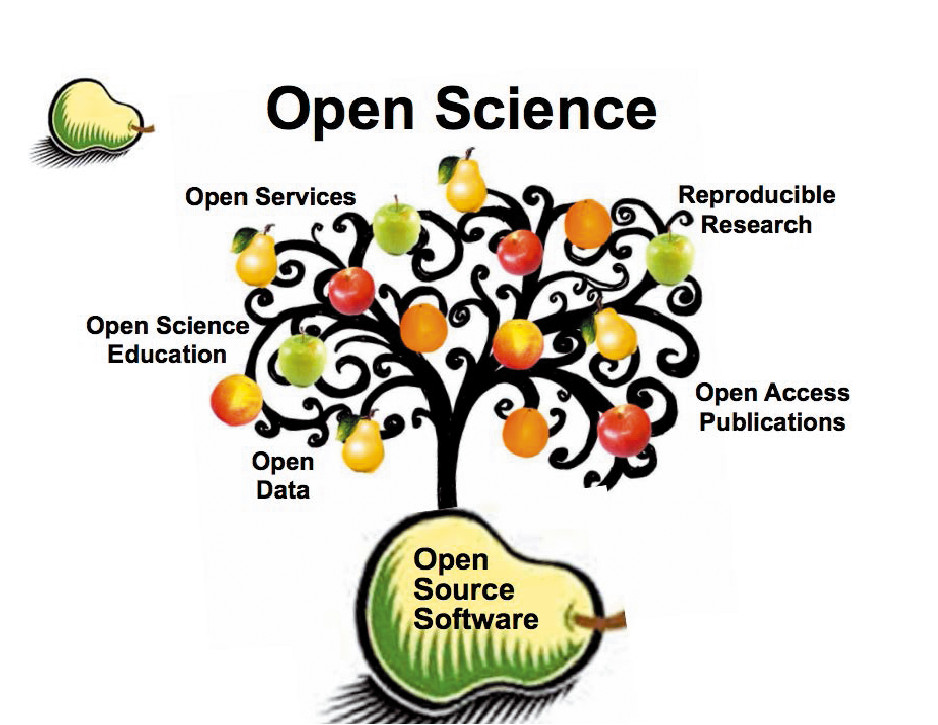 Open Science
Open Services
Reproducible
Research
Open Science
Education
Open Access
Publications
Open
Data
Open
Source
Software